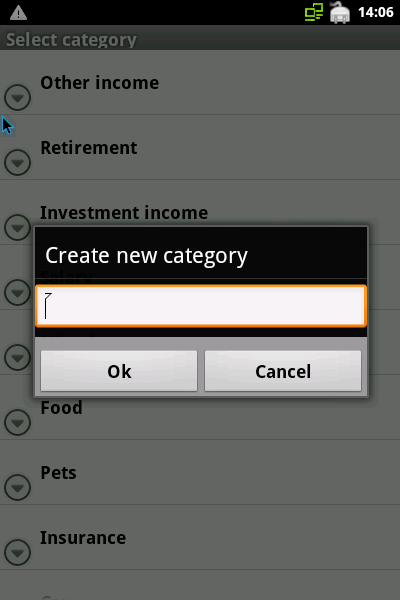 14:06
Select category
Other income
Retirement
Investment income
Salary
Create new category
Ok
Cancel
Food
Pets
Insurance